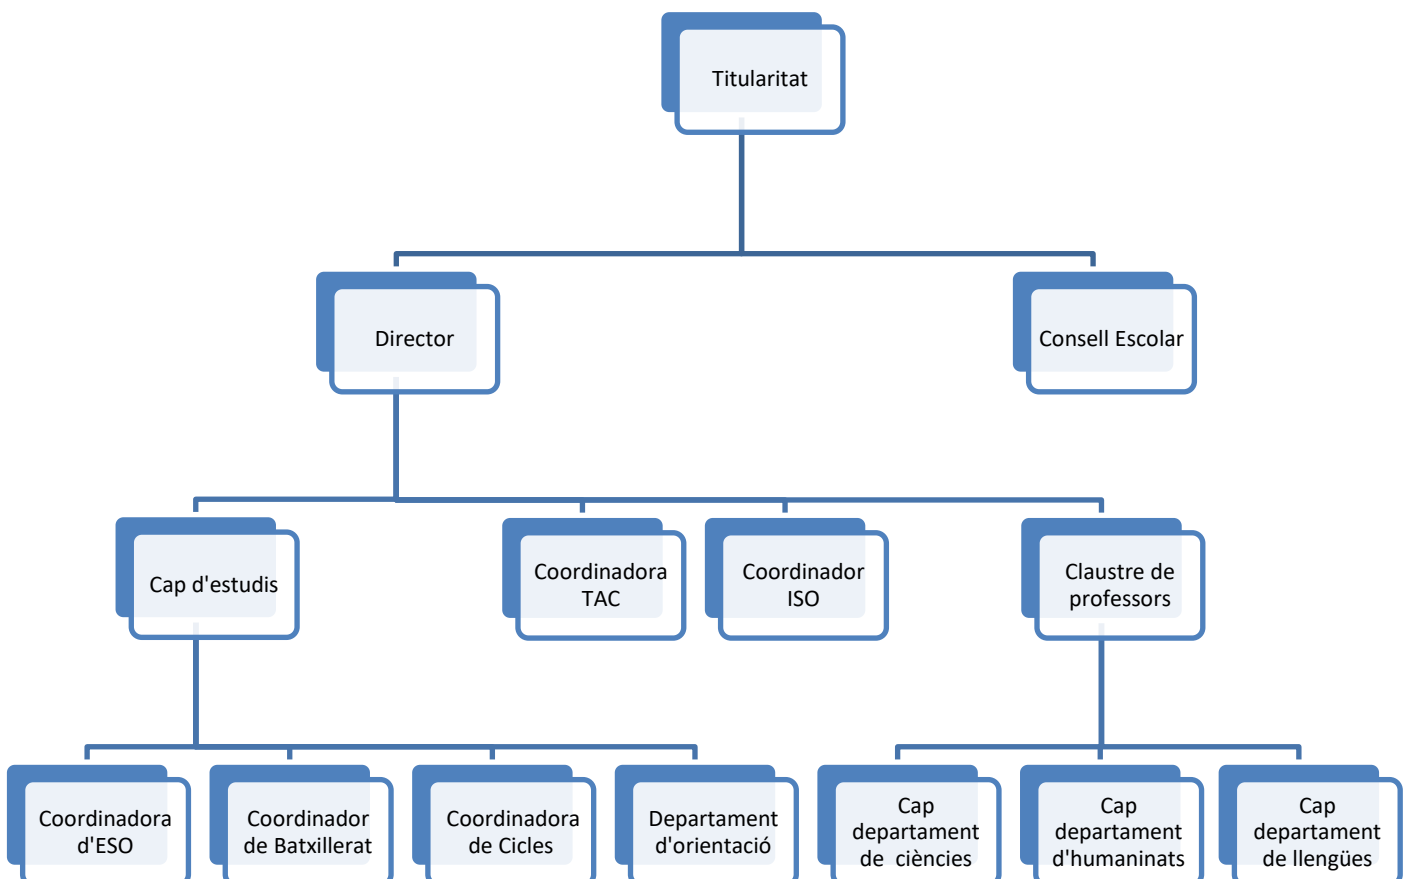 Titularitat
Director
Consell Escolar
Cap d'estudis
Coordinadora
TAC
Coordinador
ISO
Claustre de
professors
Coordinadora
d'ESO
Coordinador
de Batxillerat
Coordinadora
de Cicles
Departament
d'orientació
Cap
departament
de ciències
Cap
departament
d'humaninats
Cap
departament
de llengües